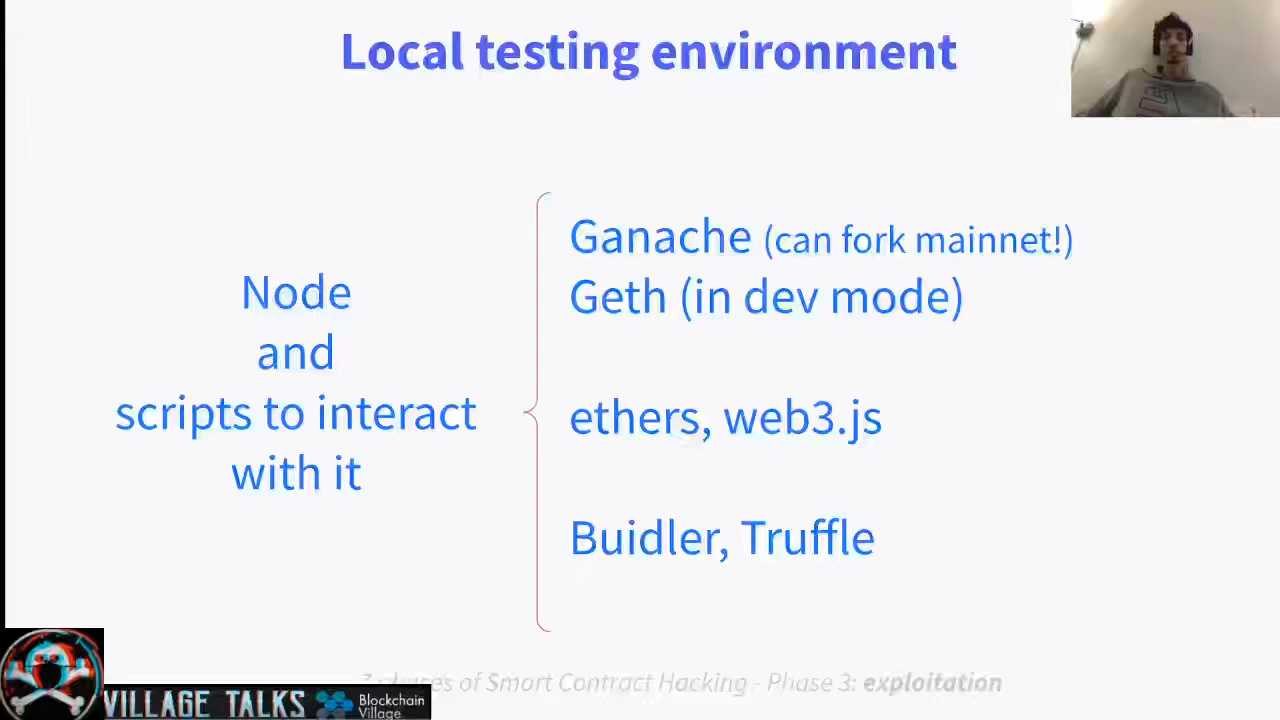 Local testing environment
Node
and
scripts to interact
with it
Ganache (can fork mainnet!)
Geth (in dev mode)
ethers, web3.js
Buidler, Truffle
phases of Smart Contract Hacking - Phase 3: exploitation
VILLAGE TALKS
Blockchain
Village